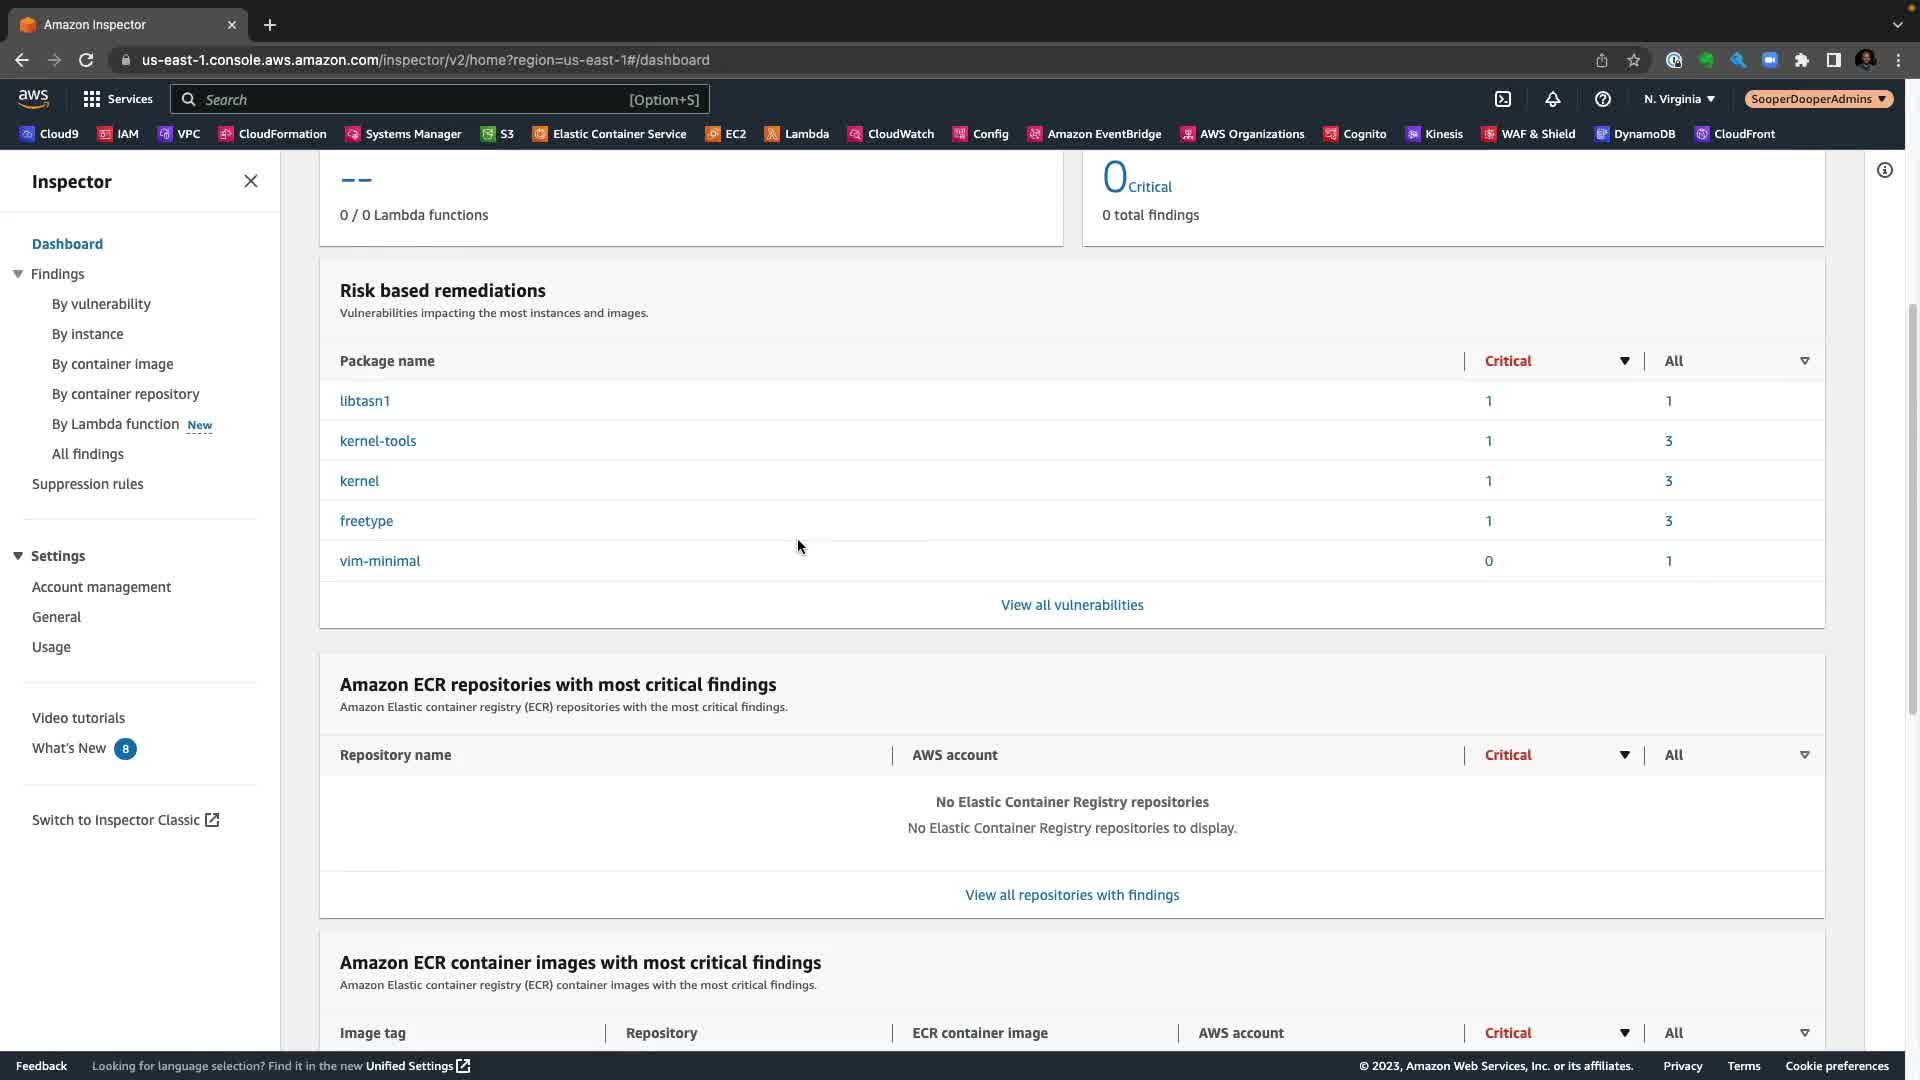 Amazon Inspector
us-east-1.console.aws.amazon.com/inspector/v2/home?region=us-east-1#/dashboard
aws
Services
Search
[Option+S]
N. Virginia
SooperDooperAdmins
Cloud9
IAM
VPC
CloudFormation
Systems Manager
S3
Elastic Container Service
EC2
Lambda
CloudWatch
Config
Amazon EventBridge
AWS Organizations
Cognito
Kinesis
WAF & Shield
DynamoDB
CloudFront
Inspector
Dashboard
Findings
By vulnerability
By instance
By container image
By container repository
By Lambda function New
All findings
Suppression rules
Settings
Account management
General
Usage
Video tutorials
What's New 8
Switch to Inspector Classic
--
0 / 0 Lambda functions
0 Critical
0 total findings
Risk based remediations
Vulnerabilities impacting the most instances and images.
Package name Critical All
libtasn1 1 1
kernel-tools 1 3
kernel 1 3
freetype 1 3
vim-minimal 0 1
View all vulnerabilities
Amazon ECR repositories with most critical findings
Amazon Elastic container registry (ECR) repositories with the most critical findings.
Repository name AWS account Critical All
No Elastic Container Registry repositories
No Elastic Container Registry repositories to display.
View all repositories with findings
Amazon ECR container images with most critical findings
Amazon Elastic container registry (ECR) container images with the most critical findings.
Image tag Repository ECR container image AWS account Critical All
Feedback
Looking for language selection? Find it in the new Unified Settings
© 2023, Amazon Web Services, Inc. or its affiliates.
Privacy
Terms
Cookie preferences